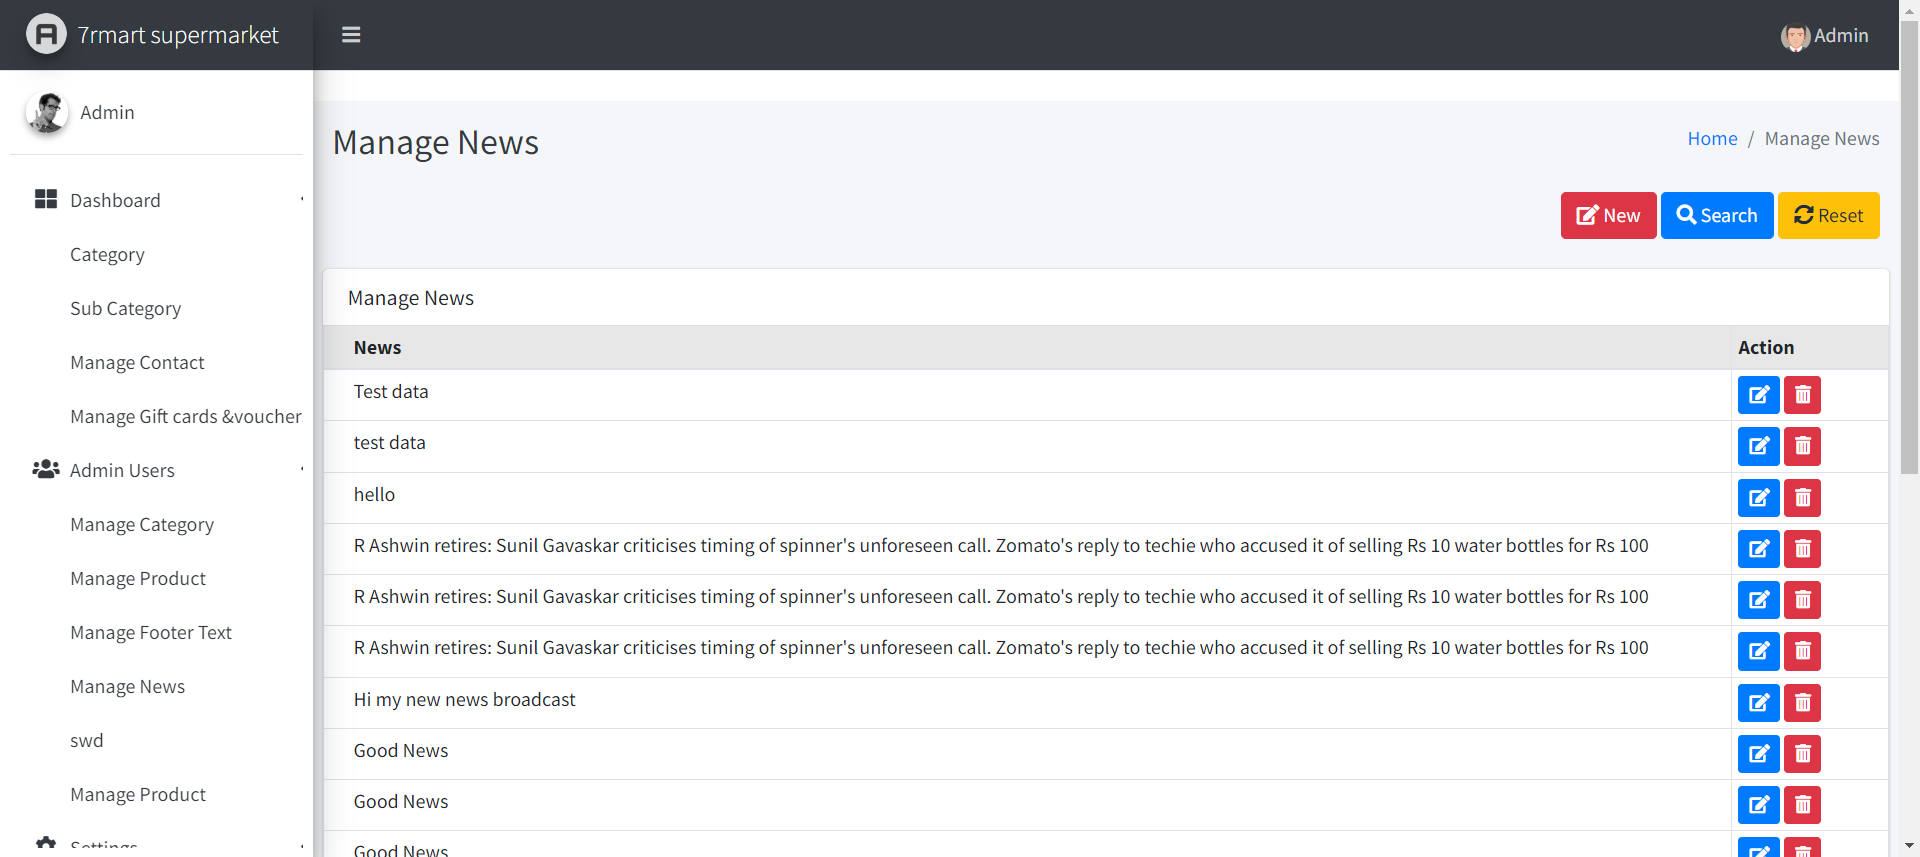 7rmart supermarket
Admin
Admin
Dashboard
Category
Sub Category
Manage Contact
Manage Gift cards &voucher
Admin Users
Manage Category
Manage Product
Manage Footer Text
Manage News
swd
Manage Product
Settings
Manage News
Home / Manage News
New Search Reset
Manage News
News Action
Test data
test data
hello
R Ashwin retires: Sunil Gavaskar criticises timing of spinner's unforeseen call. Zomato's reply to techie who accused it of selling Rs 10 water bottles for Rs 100
R Ashwin retires: Sunil Gavaskar criticises timing of spinner's unforeseen call. Zomato's reply to techie who accused it of selling Rs 10 water bottles for Rs 100
R Ashwin retires: Sunil Gavaskar criticises timing of spinner's unforeseen call. Zomato's reply to techie who accused it of selling Rs 10 water bottles for Rs 100
Hi my new news broadcast
Good News
Good News
Good News